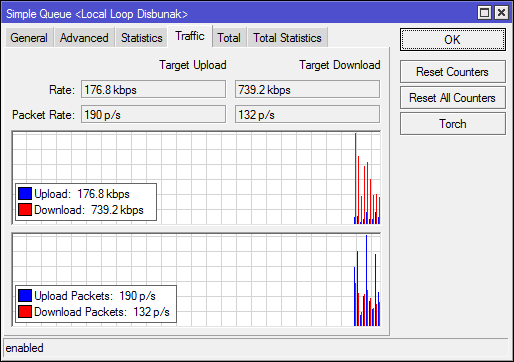 Simple Queue <Local Loop Disbunak>
General Advanced Statistics Traffic Total Total Statistics
OK
Target Upload Target Download
Rate: 176.8 kbps 739.2 kbps
Reset Counters
Reset All Counters
Packet Rate: 190 p/s 132 p/s
Torch
Upload: 176.8 kbps
Download: 739.2 kbps
Upload Packets: 190 p/s
Download Packets: 132 p/s
enabled